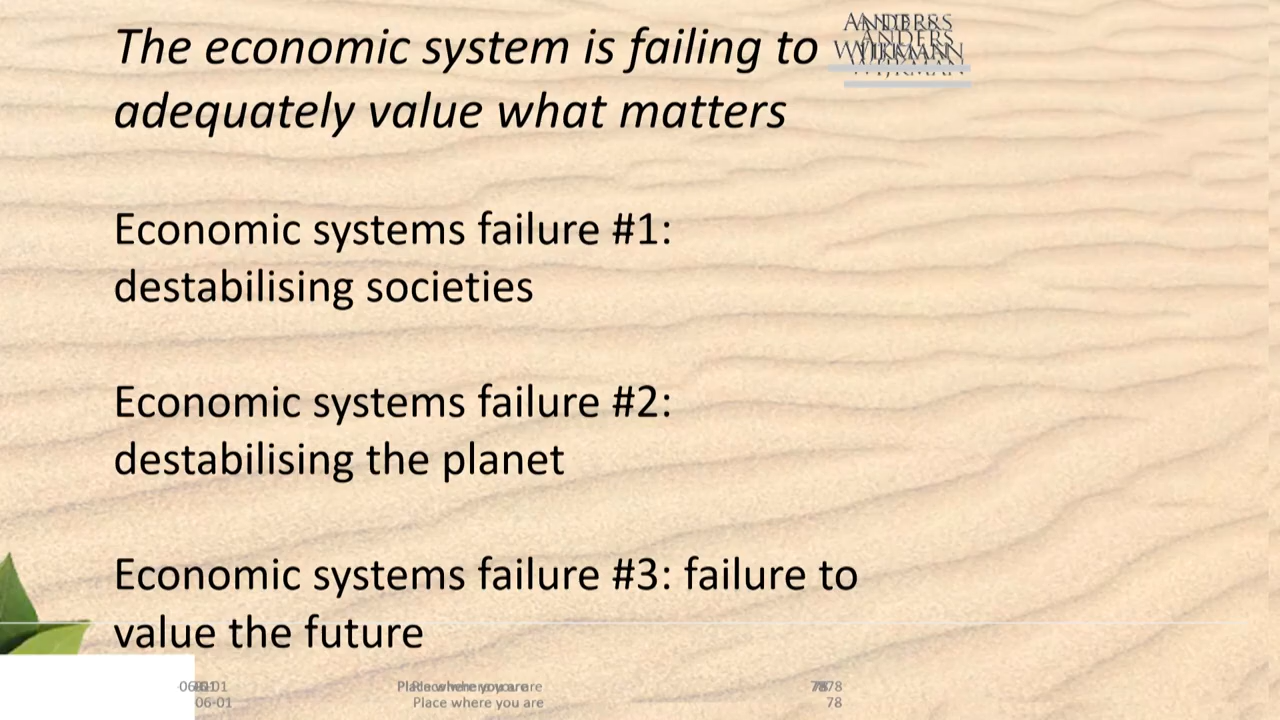 The economic system is failing to
adequately value what matters
ANDERS
WIJKMAN
Economic systems failure #1:
destabilising societies
Economic systems failure #2:
destabilising the planet
Economic systems failure #3: failure to
value the future
06-01
Place where you are
78